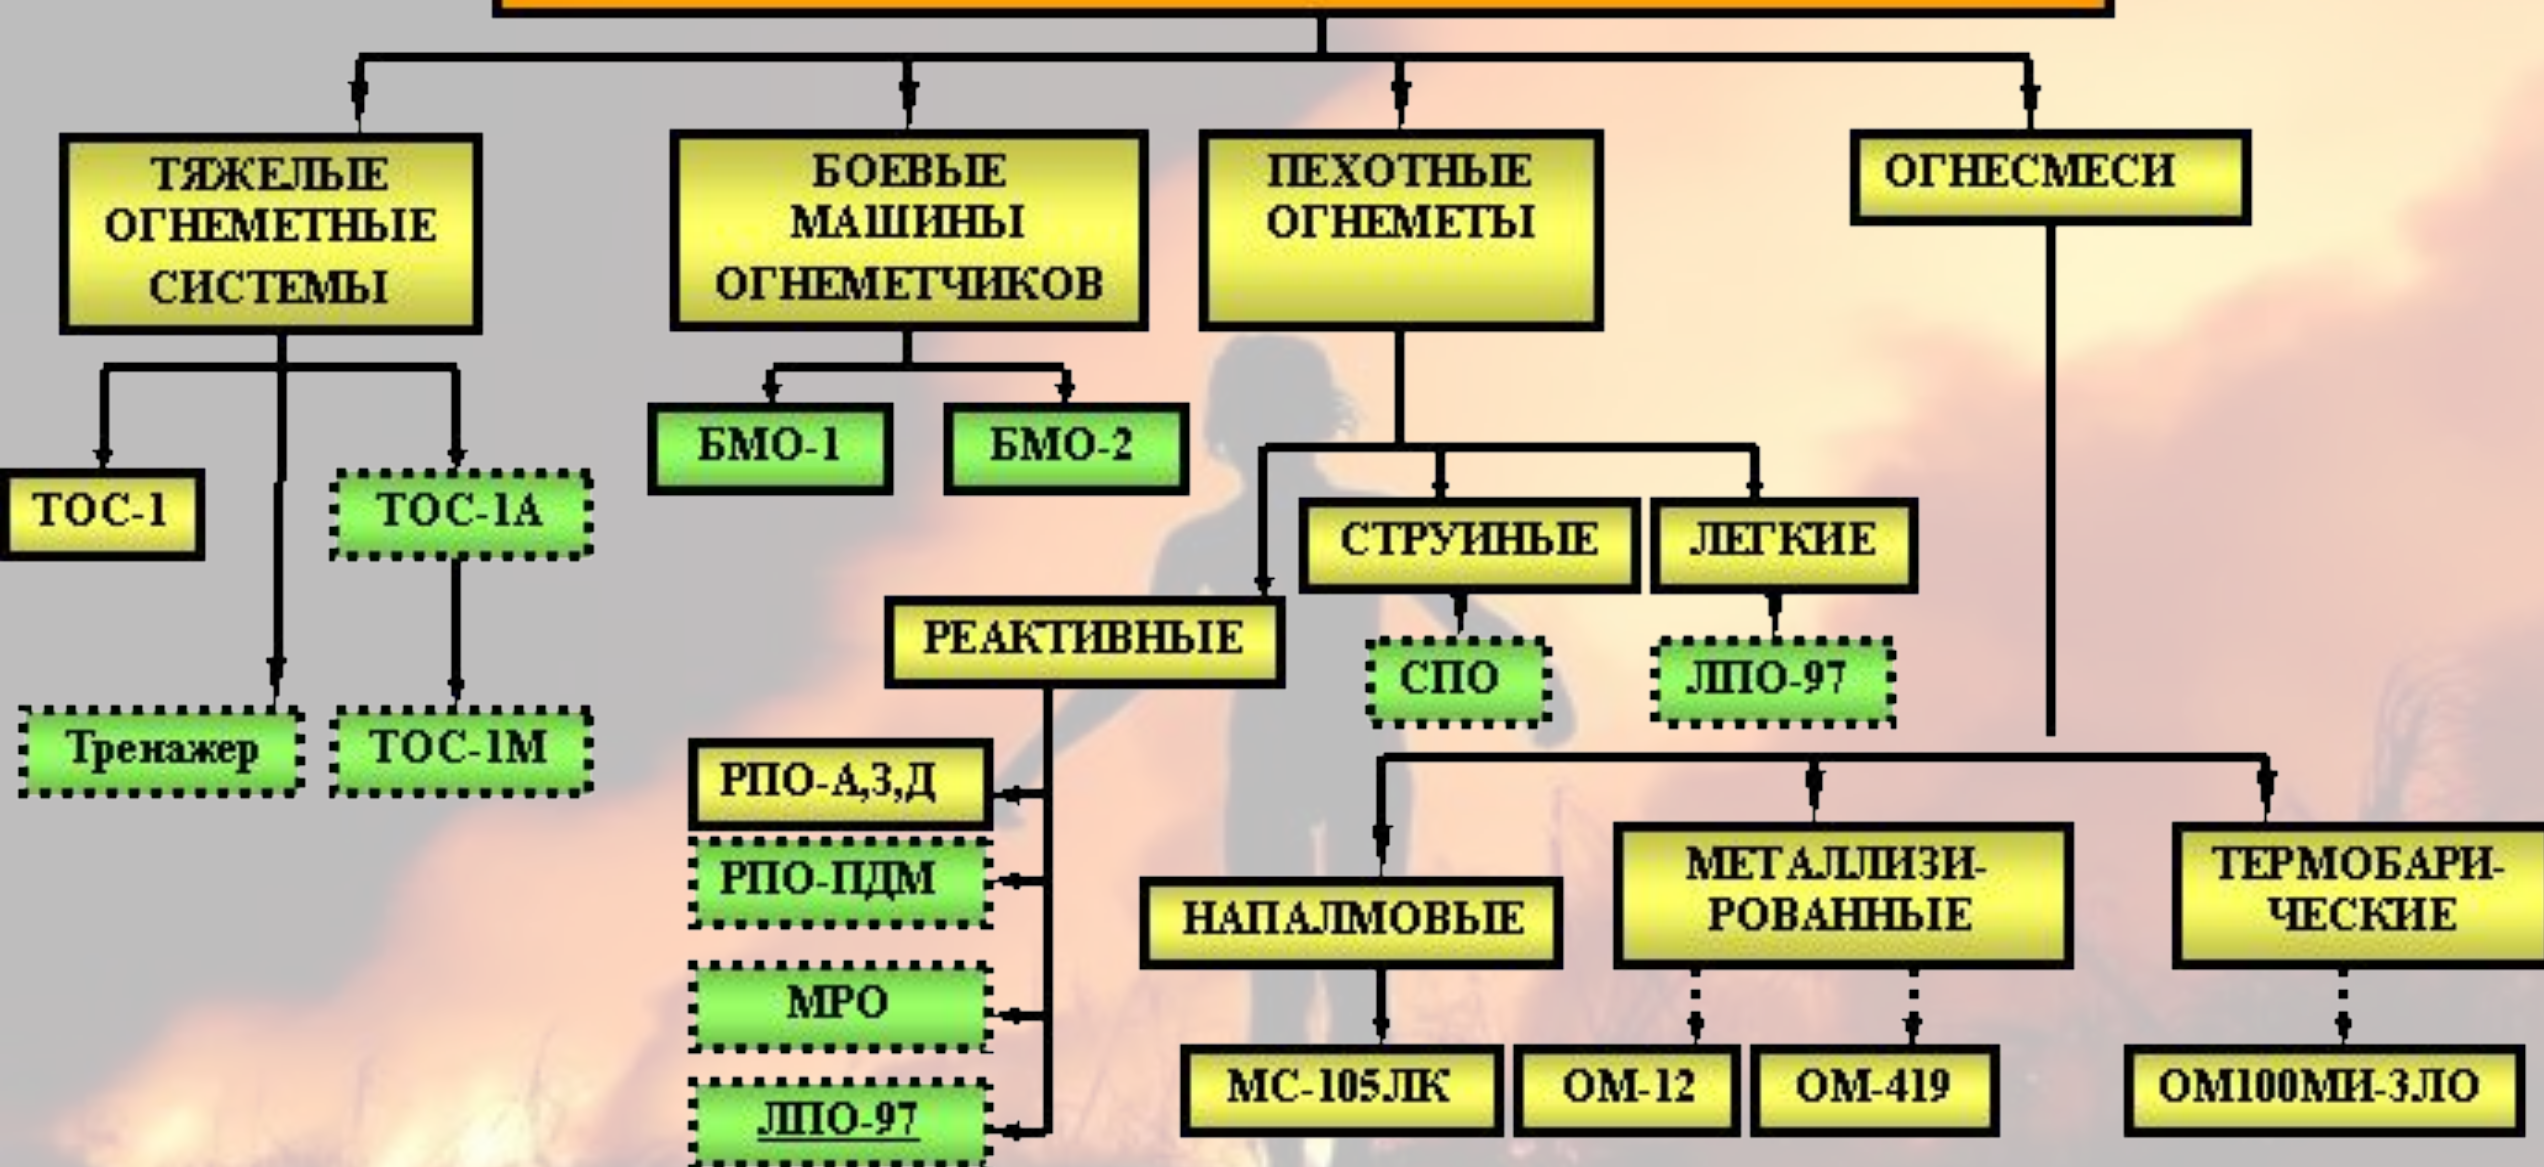 ТЯЖЕЛЫЕ
ОГНЕМЕТНЫЕ
СИСТЕМЫ
БОЕВЫЕ
МАШИНЫ
ОГНЕМЕТЧИКОВ
ПЕХОТНЫЕ
ОГНЕМЕТЫ
ОГНЕСМЕСИ
ТОС-1
ТОС-1А
Тренажер
ТОС-1М
БМО-1
БМО-2
СТРУЙНЫЕ
ЛЕГКИЕ
РЕАКТИВНЫЕ
СПО
ЛПО-97
РПО-А,З,Д
РПО-ПДМ
МРО
ЛПО-97
НАПАЛМОВЫЕ
МЕТАЛЛИЗИ-
РОВАННЫЕ
ТЕРМОБАРИ-
ЧЕСКИЕ
МС-105ЛК
ОМ-12
ОМ-419
ОМ100МИ-3ЛО